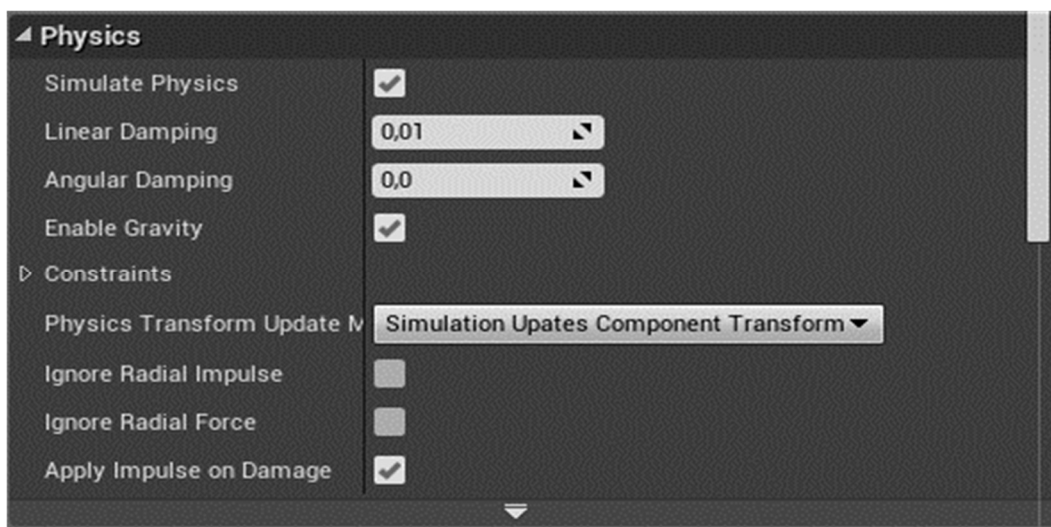 Physics
Simulate Physics
Linear Damping 0,01
Angular Damping 0,0
Enable Gravity
Constraints
Physics Transform Update M Simulation Upates Component Transform
Ignore Radial Impulse
Ignore Radial Force
Apply Impulse on Damage